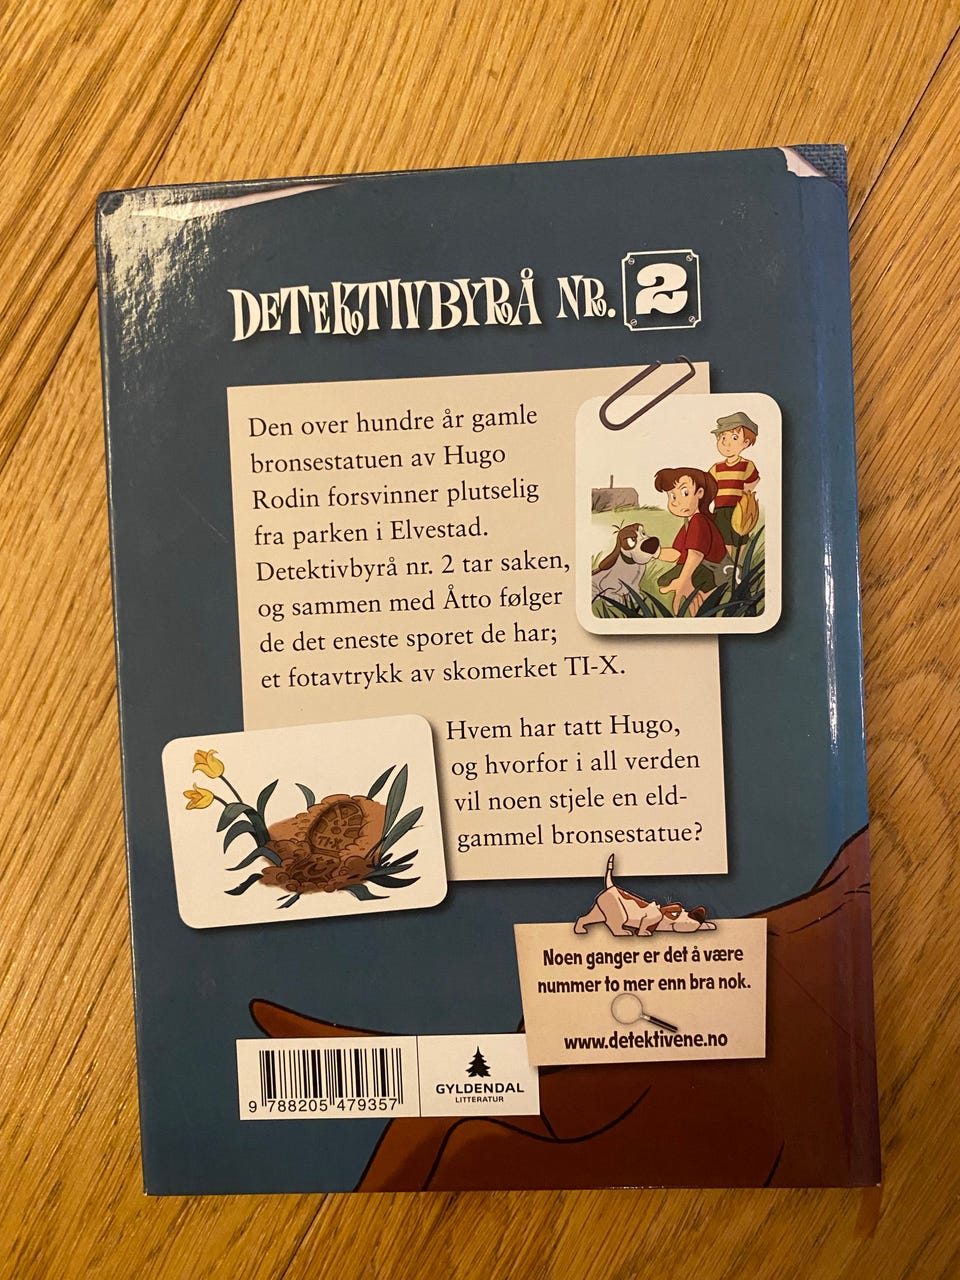 DETEKTIVBYRÅ NR. 2
Den over hundre år gamle
bronsestatuen av Hugo
Rodin forsvinner plutselig
fra parken i Elvestad.
Detektivbyrå nr. 2 tar saken,
og sammen med Åtto følger
de det eneste sporet de har;
et fotavtrykk av skomerket TI-X.
TI-X
Hvem har tatt Hugo,
og hvorfor i all verden
vil noen stjele en eld-
gammel bronsestatue?
Noen ganger er det å være
nummer to mer enn bra nok.
www.detektivene.no
9 788205 479357
GYLDENDAL
LITTERATUR